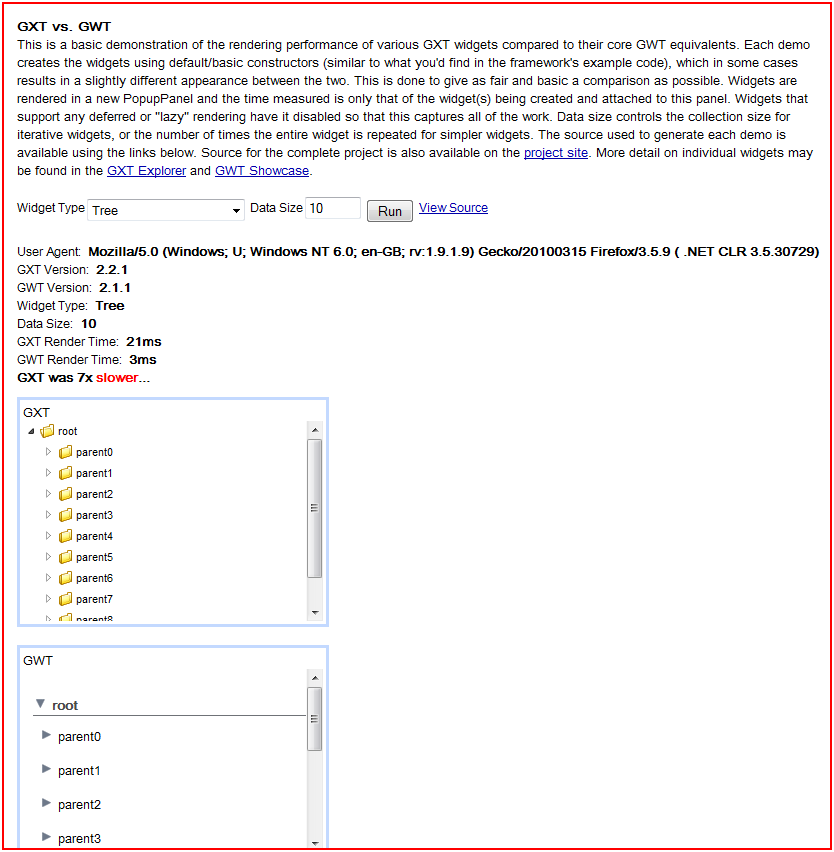 GXT vs. GWT
This is a basic demonstration of the rendering performance of various GXT widgets compared to their core GWT equivalents. Each demo
creates the widgets using default/basic constructors (similar to what you'd find in the framework's example code), which in some cases
results in a slightly different appearance between the two. This is done to give as fair and basic a comparison as possible. Widgets are
rendered in a new PopupPanel and the time measured is only that of the widget(s) being created and attached to this panel. Widgets that
support any deferred or "lazy" rendering have it disabled so that this captures all of the work. Data size controls the collection size for
iterative widgets, or the number of times the entire widget is repeated for simpler widgets. The source used to generate each demo is
available using the links below. Source for the complete project is also available on the project site. More detail on individual widgets may
be found in the GXT Explorer and GWT Showcase.
Widget Type Tree Data Size 10 Run View Source
User Agent: Mozilla/5.0 (Windows; U; Windows NT 6.0; en-GB; rv:1.9.1.9) Gecko/20100315 Firefox/3.5.9 ( .NET CLR 3.5.30729)
GXT Version: 2.2.1
GWT Version: 2.1.1
Widget Type: Tree
Data Size: 10
GXT Render Time: 21ms
GWT Render Time: 3ms
GXT was 7x slower...
GXT
root
parent0
parent1
parent2
parent3
parent4
parent5
parent6
parent7
parent8
GWT
root
parent0
parent1
parent2
parent3